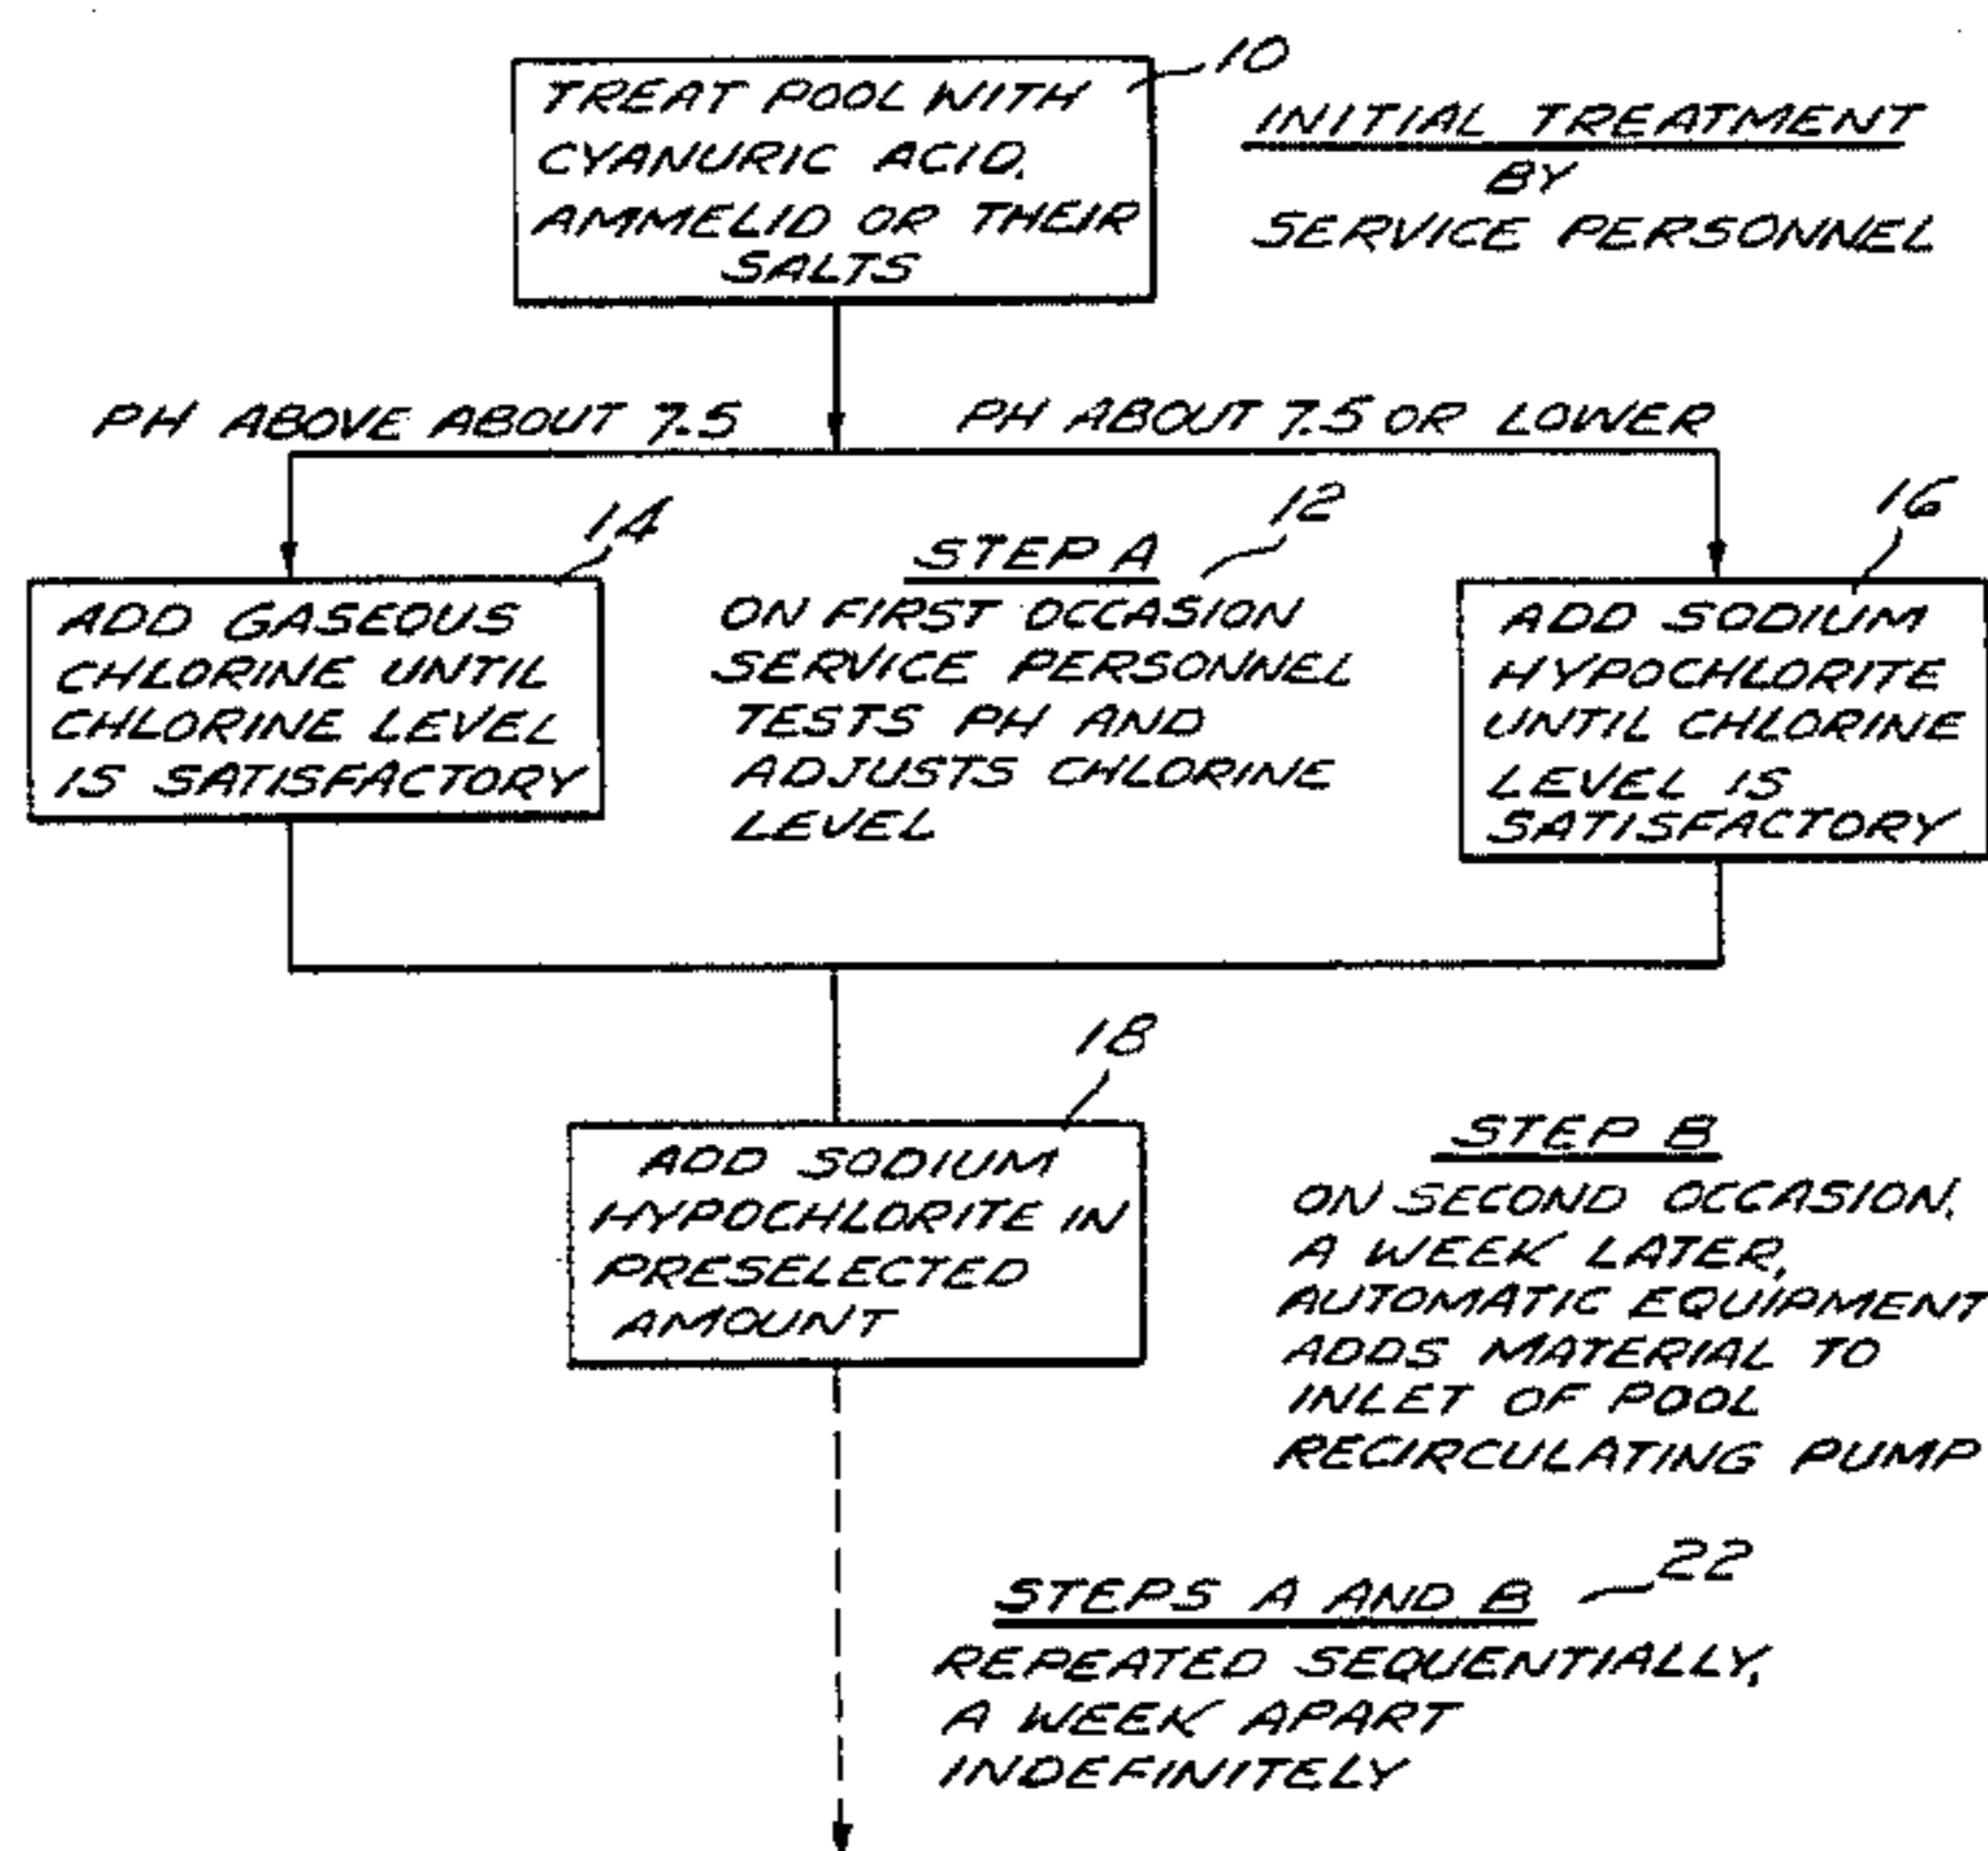 10
TREAT POOL WITH
CYANURIC ACID,
AMMELID OR THEIR
SALTS
INITIAL TREATMENT
BY
SERVICE PERSONNEL
PH ABOVE ABOUT 7.5
PH ABOUT 7.5 OR LOWER
14
ADD GASEOUS
CHLORINE UNTIL
CHLORINE LEVEL
IS SATISFACTORY
12
STEP A
ON FIRST OCCASION
SERVICE PERSONNEL
TESTS PH AND
ADJUSTS CHLORINE
LEVEL
16
ADD SODIUM
HYPOCHLORITE
UNTIL CHLORINE
LEVEL IS
SATISFACTORY
18
ADD SODIUM
HYPOCHLORITE IN
PRESELECTED
AMOUNT
STEP B
ON SECOND OCCASION,
A WEEK LATER,
AUTOMATIC EQUIPMENT
ADDS MATERIAL TO
INLET OF POOL
RECIRCULATING PUMP
22
STEPS A AND B
REPEATED SEQUENTIALLY,
A WEEK APART
INDEFINITELY